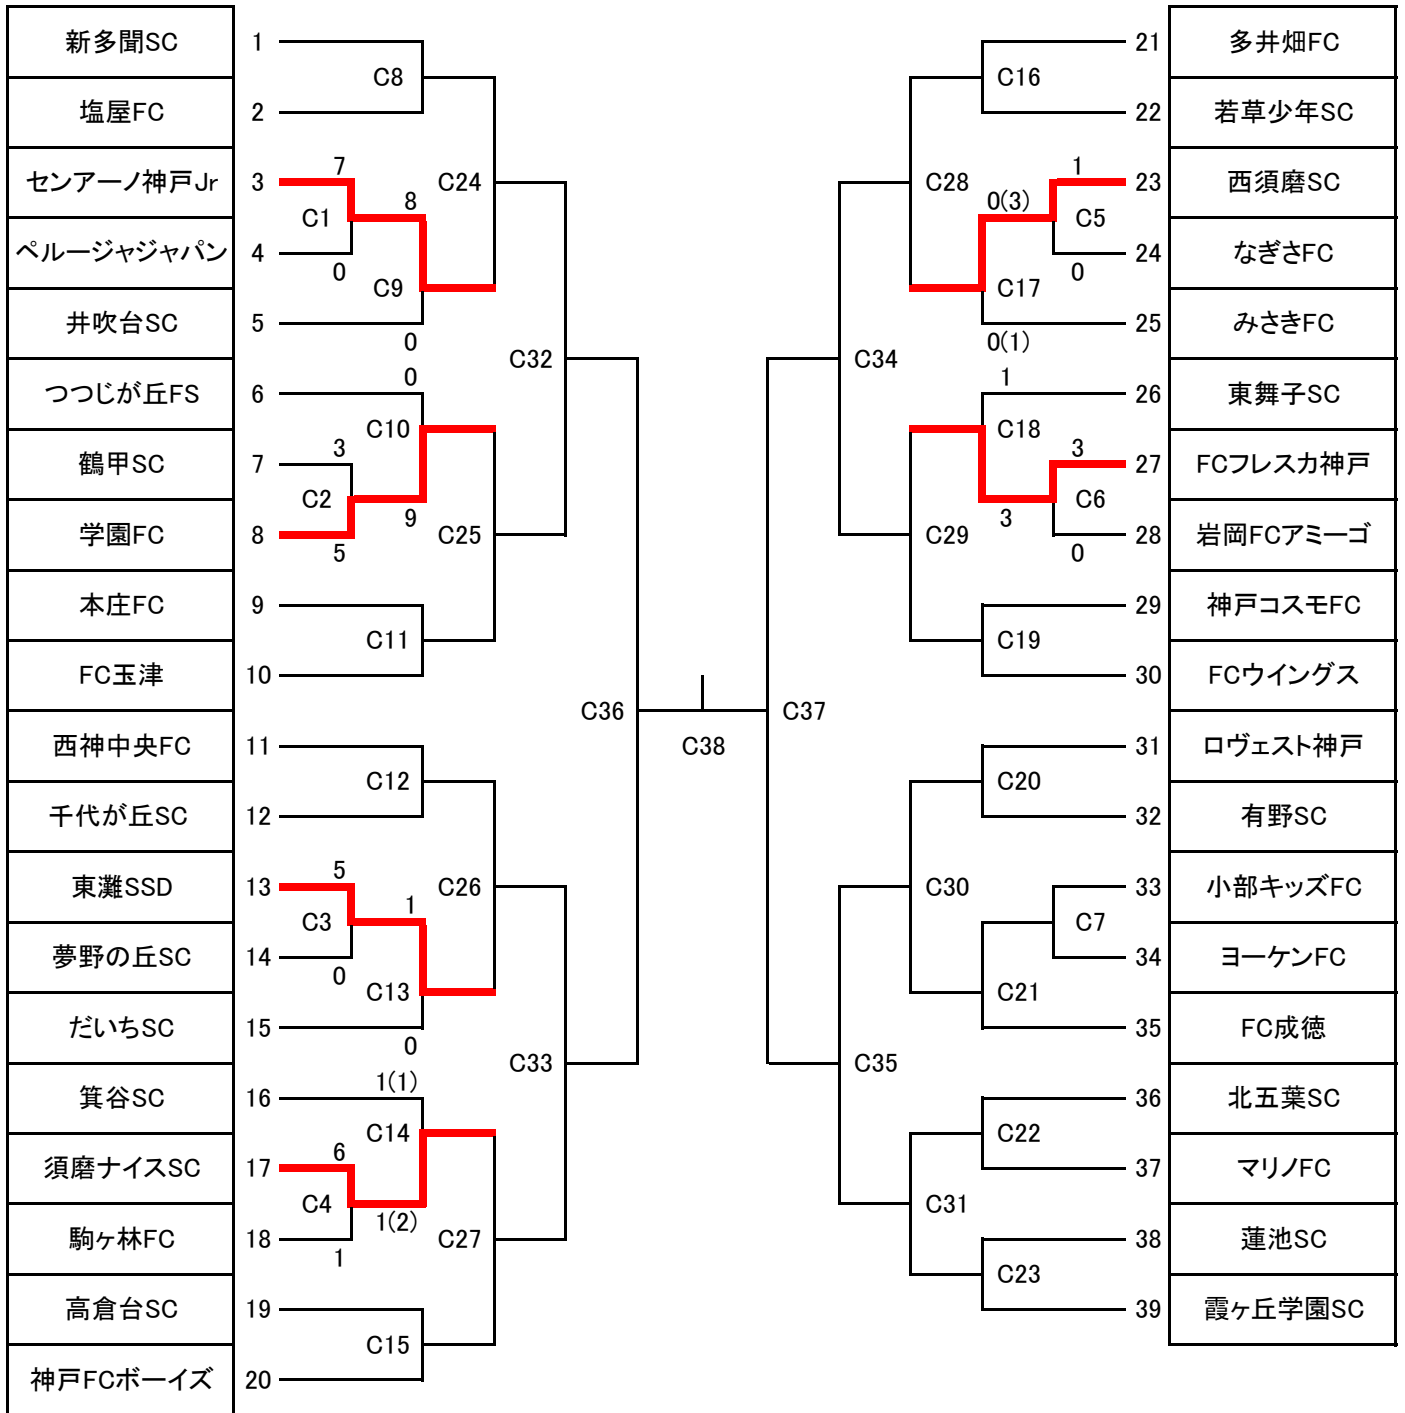 新多聞SC 1
塩屋FC 2
センアーノ神戸Jr 3
ペルージャジャパン 4
井吹台SC 5
つつじが丘FS 6
鶴甲SC 7
学園FC 8
本庄FC 9
FC玉津 10
西神中央FC 11
千代が丘SC 12
東灘SSD 13
夢野の丘SC 14
だいちSC 15
箕谷SC 16
須磨ナイスSC 17
駒ヶ林FC 18
高倉台SC 19
神戸FCボーイズ 20
C8
7
C1
0
8
C9
0
0
C10
9
3
C2
5
C11
C12
5
C3
0
1
C13
0
1(1)
C14
1(2)
6
C4
1
C15
C24
C25
C26
C27
C32
C33
C36
C38
C37
C34
C35
C28
C29
C30
C31
C16
0(3)
C17
0(1)
1
C5
0
1
C18
3
3
C6
0
C19
C20
C7
C21
C22
C23
21 多井畑FC
22 若草少年SC
23 西須磨SC
24 なぎさFC
25 みさきFC
26 東舞子SC
27 FCフレスカ神戸
28 岩岡FCアミーゴ
29 神戸コスモFC
30 FCウイングス
31 ロヴェスト神戸
32 有野SC
33 小部キッズFC
34 ヨーケンFC
35 FC成徳
36 北五葉SC
37 マリノFC
38 蓮池SC
39 霞ヶ丘学園SC